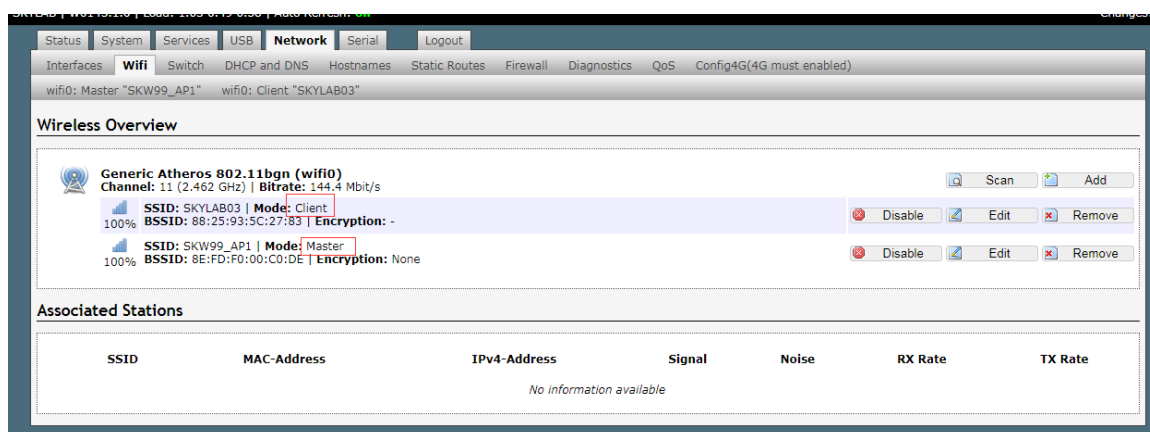 Status System Services USB Network Serial Logout
Interfaces Wifi Switch DHCP and DNS Hostnames Static Routes Firewall Diagnostics QoS Config4G(4G must enabled)
wifi0: Master "SKW99_AP1" wifi0: Client "SKYLAB03"
Wireless Overview
Generic Atheros 802.11bgn (wifi0)
Channel: 11 (2.462 GHz) | Bitrate: 144.4 Mbit/s
Scan Add
SSID: SKYLAB03 | Mode: Client
100% BSSID: 88:25:93:5C:27:83 | Encryption: -
Disable Edit Remove
SSID: SKW99_AP1 | Mode: Master
100% BSSID: 8E:FD:F0:00:C0:DE | Encryption: None
Disable Edit Remove
Associated Stations
SSID MAC-Address IPv4-Address Signal Noise RX Rate TX Rate
No information available